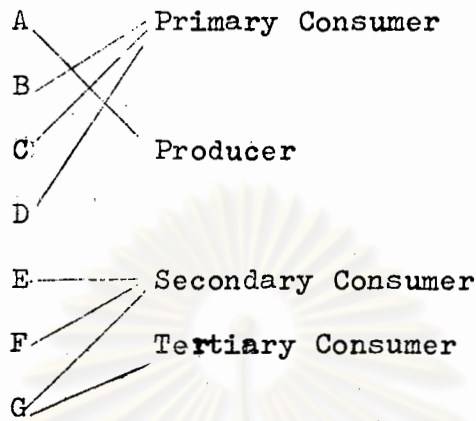 A Primary Consumer
B
C Producer
D
E Secondary Consumer
F Tertiary Consumer
G